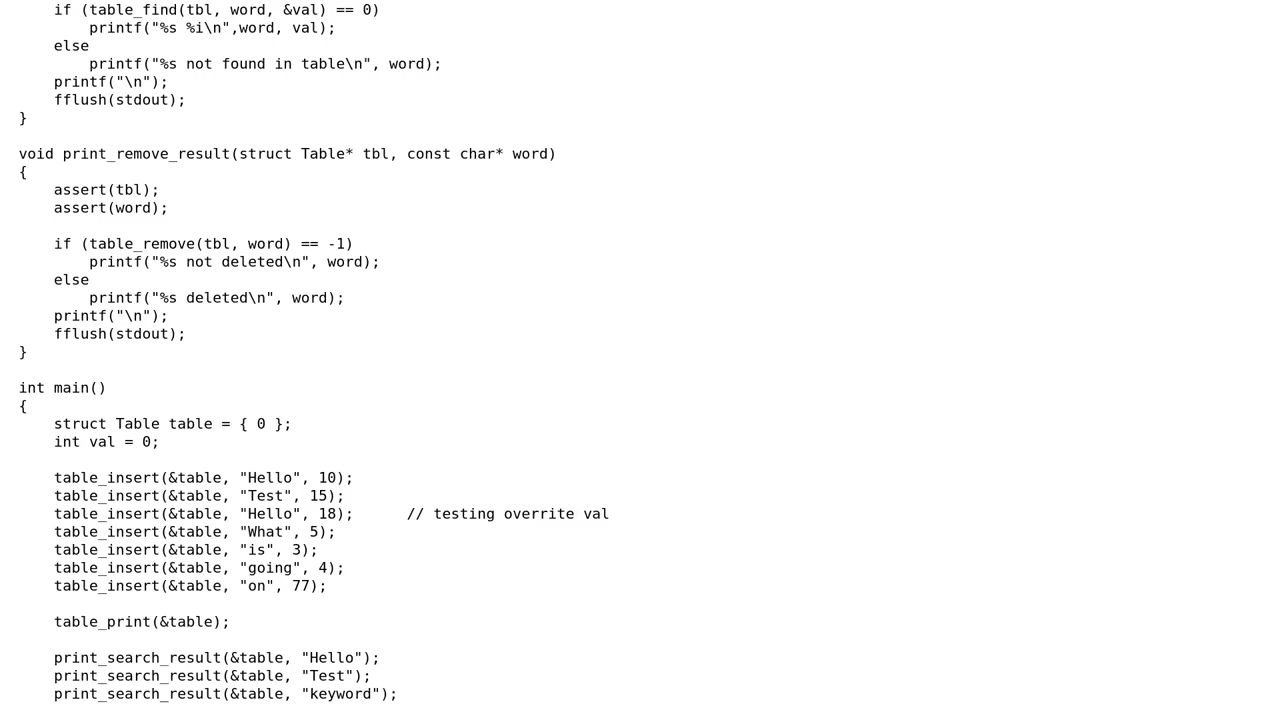 if (table_find(tbl, word, &val) == 0)
        printf("%s %i\n",word, val);
    else
        printf("%s not found in table\n", word);
    printf("\n");
    fflush(stdout);
}

void print_remove_result(struct Table* tbl, const char* word)
{
    assert(tbl);
    assert(word);

    if (table_remove(tbl, word) == -1)
        printf("%s not deleted\n", word);
    else
        printf("%s deleted\n", word);
    printf("\n");
    fflush(stdout);
}

int main()
{
    struct Table table = { 0 };
    int val = 0;

    table_insert(&table, "Hello", 10);
    table_insert(&table, "Test", 15);
    table_insert(&table, "Hello", 18);      // testing overrite val
    table_insert(&table, "What", 5);
    table_insert(&table, "is", 3);
    table_insert(&table, "going", 4);
    table_insert(&table, "on", 77);

    table_print(&table);

    print_search_result(&table, "Hello");
    print_search_result(&table, "Test");
    print_search_result(&table, "keyword");